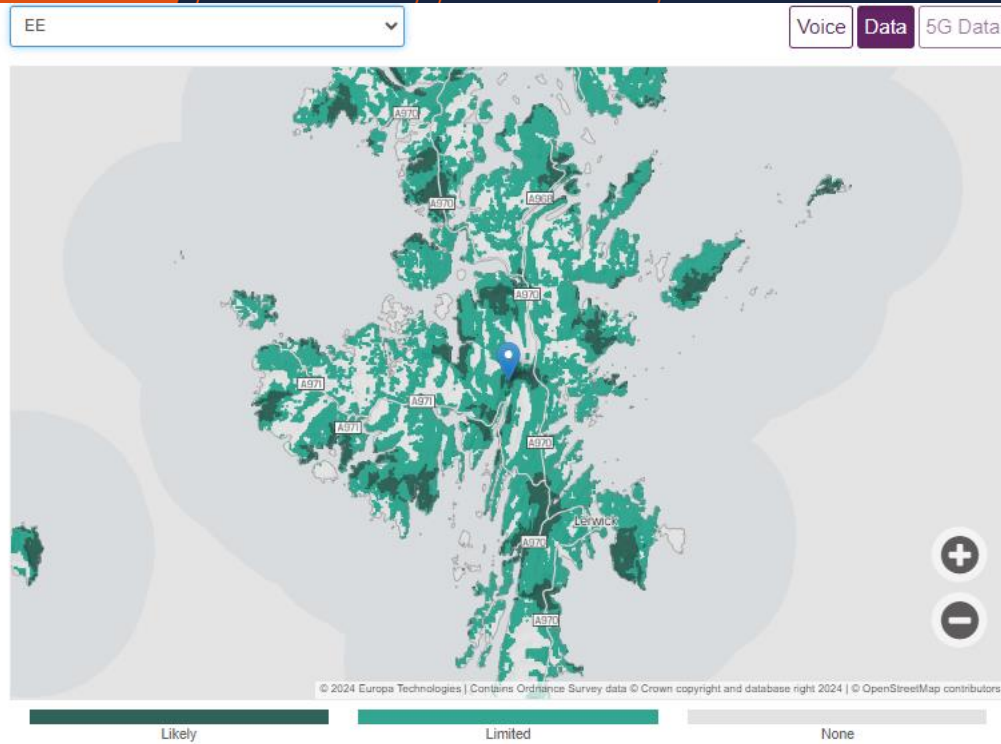 EE
Voice Data 5G Data
A970
A970
A968
A970
A971
A971
A971
A970
Lerwick
A970
A970
© 2024 Europa Technologies | Contains Ordnance Survey data © Crown copyright and database right 2024 | © OpenStreetMap contributors
Likely Limited None